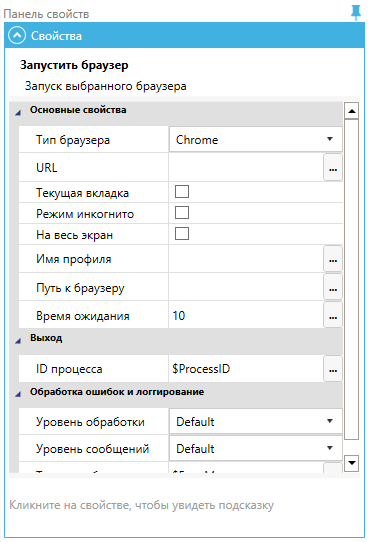 Панель свойств
Свойства
Запустить браузер
Запуск выбранного браузера
Основные свойства
Тип браузера Chrome
URL ...
Текущая вкладка
Режим инкогнито
На весь экран
Имя профиля ...
Путь к браузеру ...
Время ожидания 10 ...
Выход
ID процесса $ProcessID ...
Обработка ошибок и логгирование
Уровень обработки Default
Уровень сообщений Default
Кликните на свойстве, чтобы увидеть подсказку